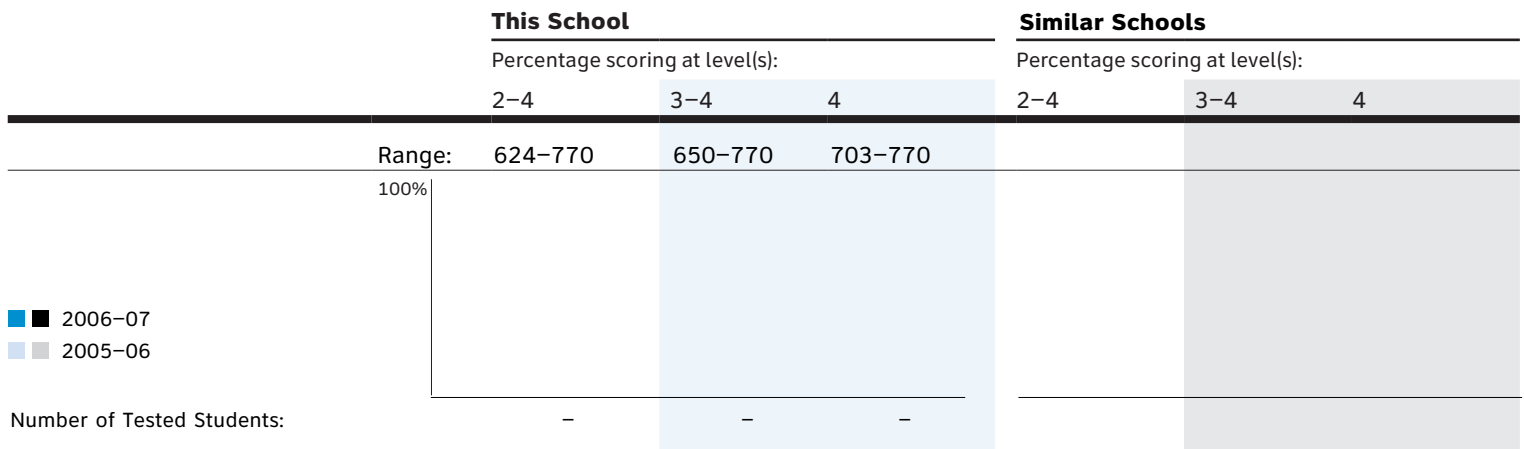 This School Similar Schools
Percentage scoring at level(s): Percentage scoring at level(s):
2–4 3–4 4 2–4 3–4 4
Range: 624–770 650–770 703–770
100%
2006–07
2005–06
Number of Tested Students: – – –